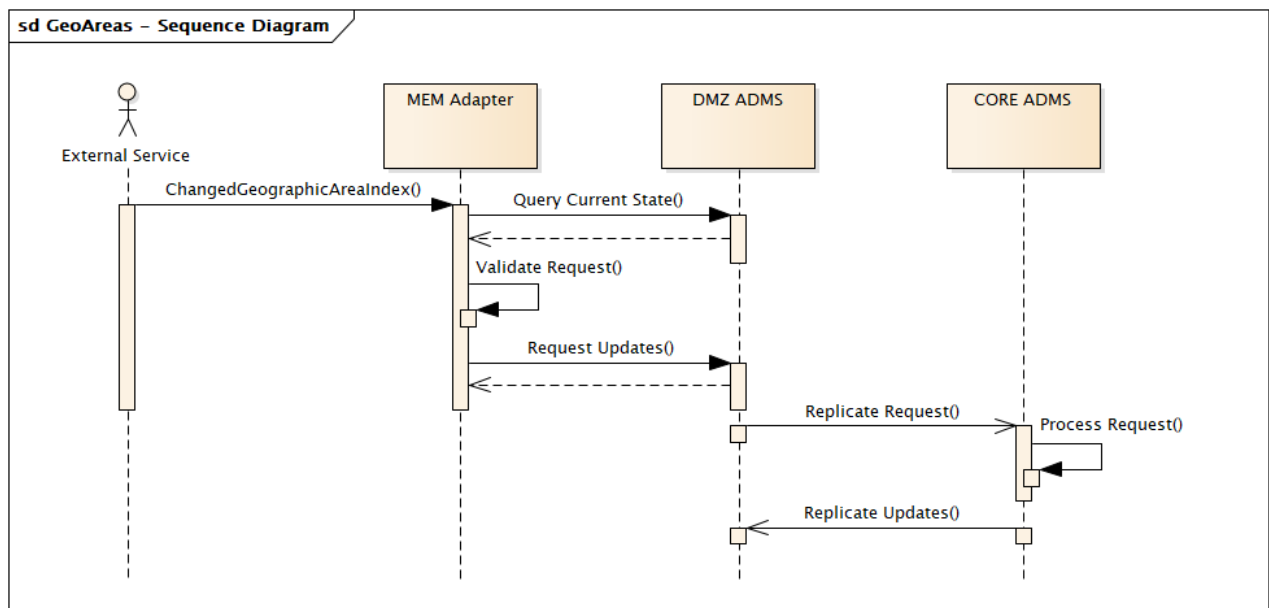 sd GeoAreas – Sequence Diagram
MEM Adapter
DMZ ADMS
CORE ADMS
External Service
ChangedGeographicAreaIndex()
Query Current State()
Validate Request()
Request Updates()
Replicate Request()
Process Request()
Replicate Updates()